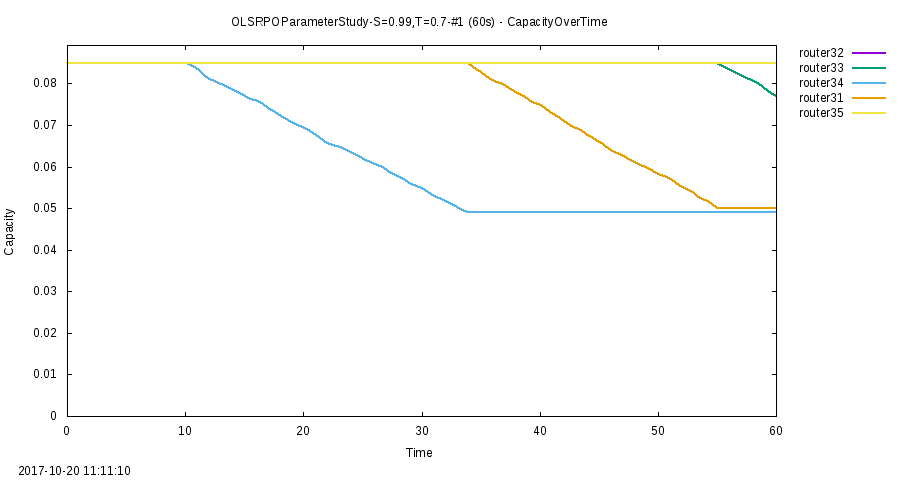 OLSRPOParameterStudy-S=0.99,T=0.7-#1 (60s) - CapacityOverTime
router32
router33
router34
router31
router35
0.08
0.07
0.06
0.05
0.04
0.03
0.02
0.01
0
Capacity
0 10 20 30 40 50 60
Time
2017-10-20 11:11:10